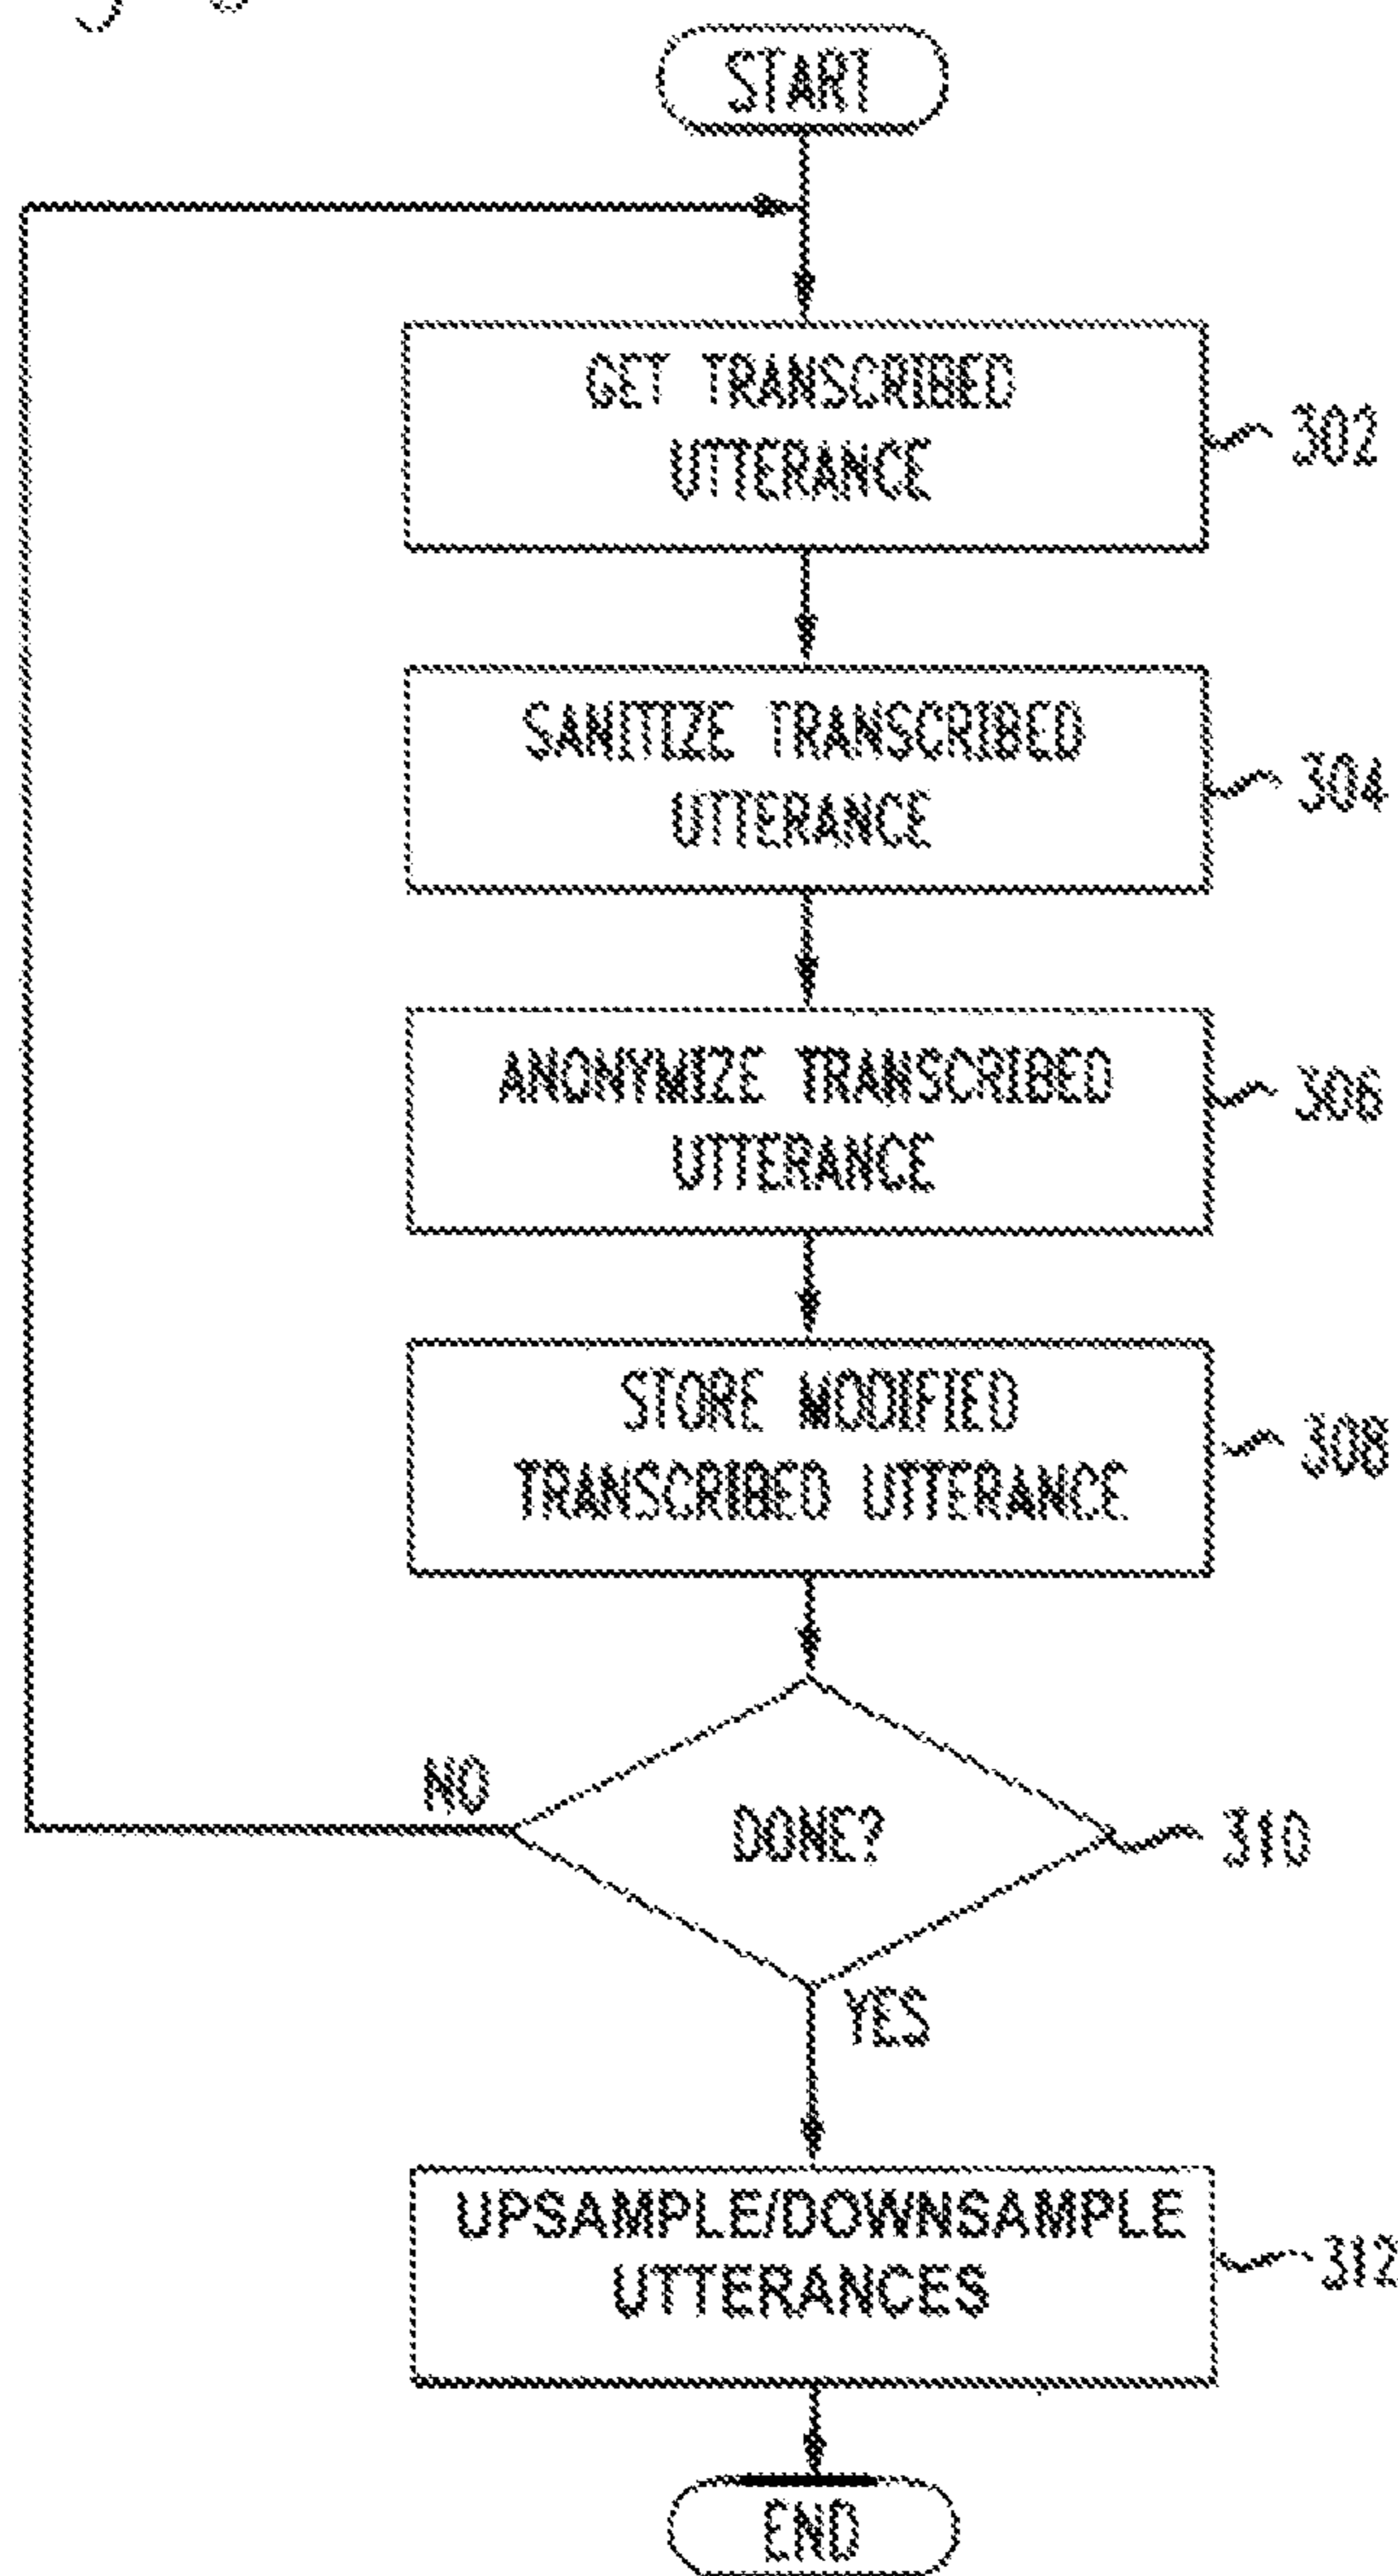 START
GET TRANSCRIBED
UTTERANCE
302
SANITIZE TRANSCRIBED
UTTERANCE
304
ANONYMIZE TRANSCRIBED
UTTERANCE
306
STORE MODIFIED
TRANSCRIBED UTTERANCE
308
NO
DONE?
310
YES
UPSAMPLE/DOWNSAMPLE
UTTERANCES
312
END